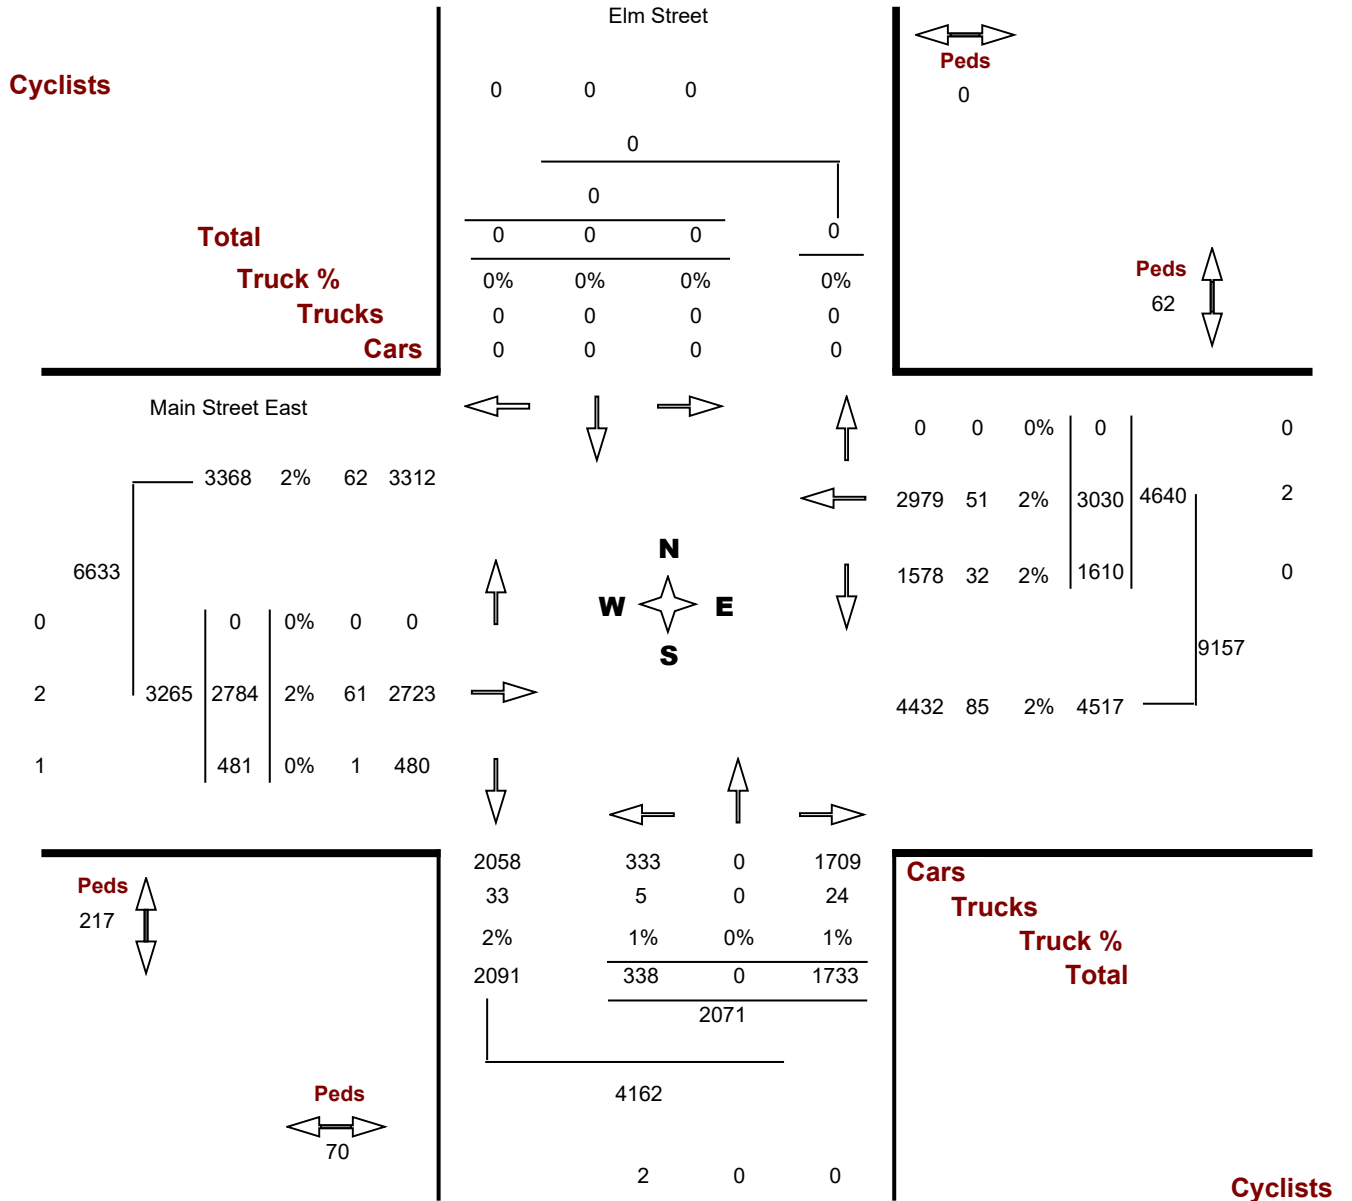 Elm Street
Peds
0
Cyclists
0 0 0
0
0
Total 0 0 0 0
Truck % 0% 0% 0% 0%
Trucks 0 0 0 0
Cars 0 0 0 0
Peds
62
Main Street East
0 0 0% 0 0
3368 2% 62 3312
2979 51 2% 3030 4640 2
N
6633
1578 32 2% 1610 0
W E
0 0 0% 0 0
S
9157
2 3265 2784 2% 61 2723
4432 85 2% 4517
1 481 0% 1 480
2058 333 0 1709
Cars
Peds
217
33 5 0 24
Trucks
2% 1% 0% 1%
Truck %
2091 338 0 1733
Total
2071
4162
Peds
70
2 0 0
Cyclists